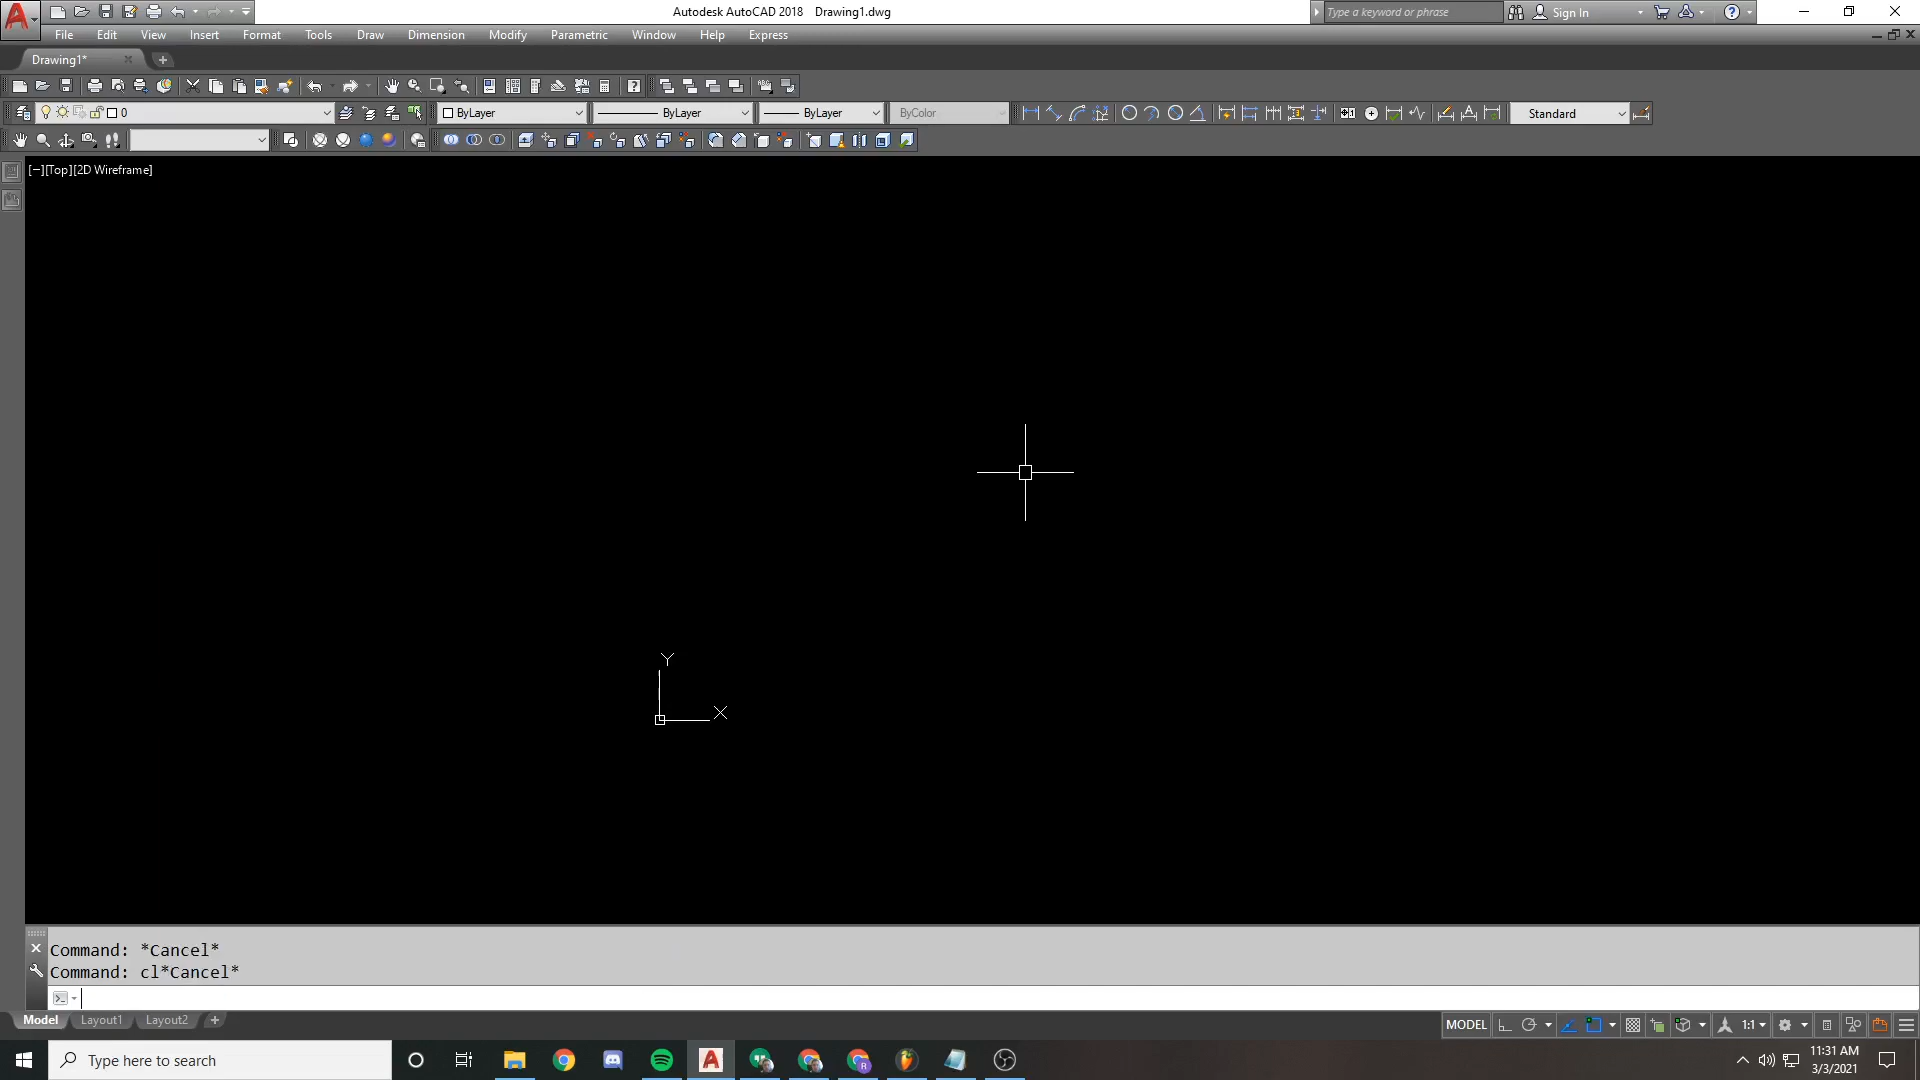 Autodesk AutoCAD 2018 Drawing1.dwg
Type a keyword or phrase
Sign In
File Edit View Insert Format Tools Draw Dimension Modify Parametric Window Help Express
Drawing1*
0 ByLayer ByLayer ByLayer ByColor Standard
[−][Top][2D Wireframe]
Y
X
Command: *Cancel*
Command: cl*Cancel*
Model Layout1 Layout2
MODEL 1:1
Type here to search
11:31 AM
3/3/2021